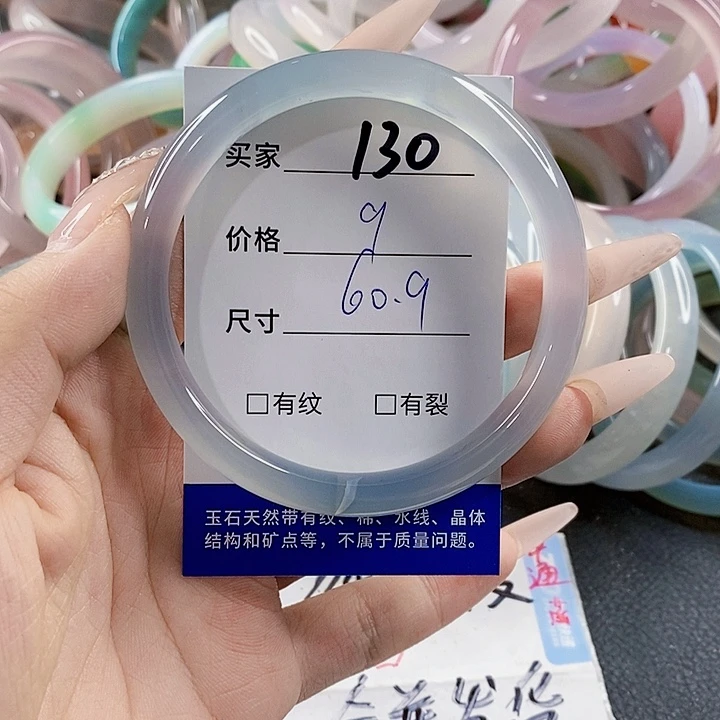 买家 130
价格 9
尺寸 60.9
□有纹 □有裂
玉石天然带有纹、棉、水线、晶体
结构和矿点等，不属于质量问题。
通